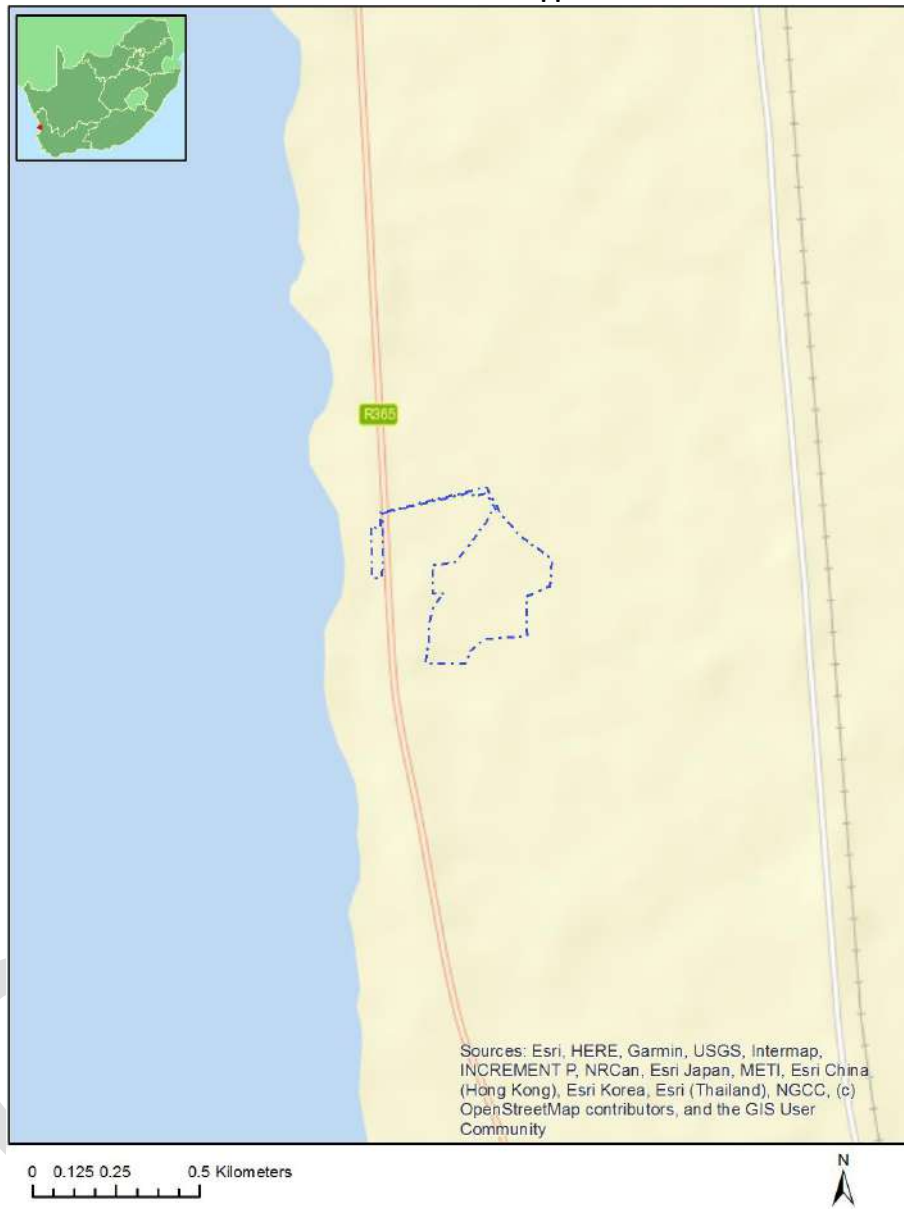 R365
Sources: Esri, HERE, Garmin, USGS, Intermap,
INCREMENT P, NRCan, Esri Japan, METI, Esri China
(Hong Kong), Esri Korea, Esri (Thailand), NGCC, (c)
OpenStreetMap contributors, and the GIS User
Community
0 0.125 0.25 0.5 Kilometers
N